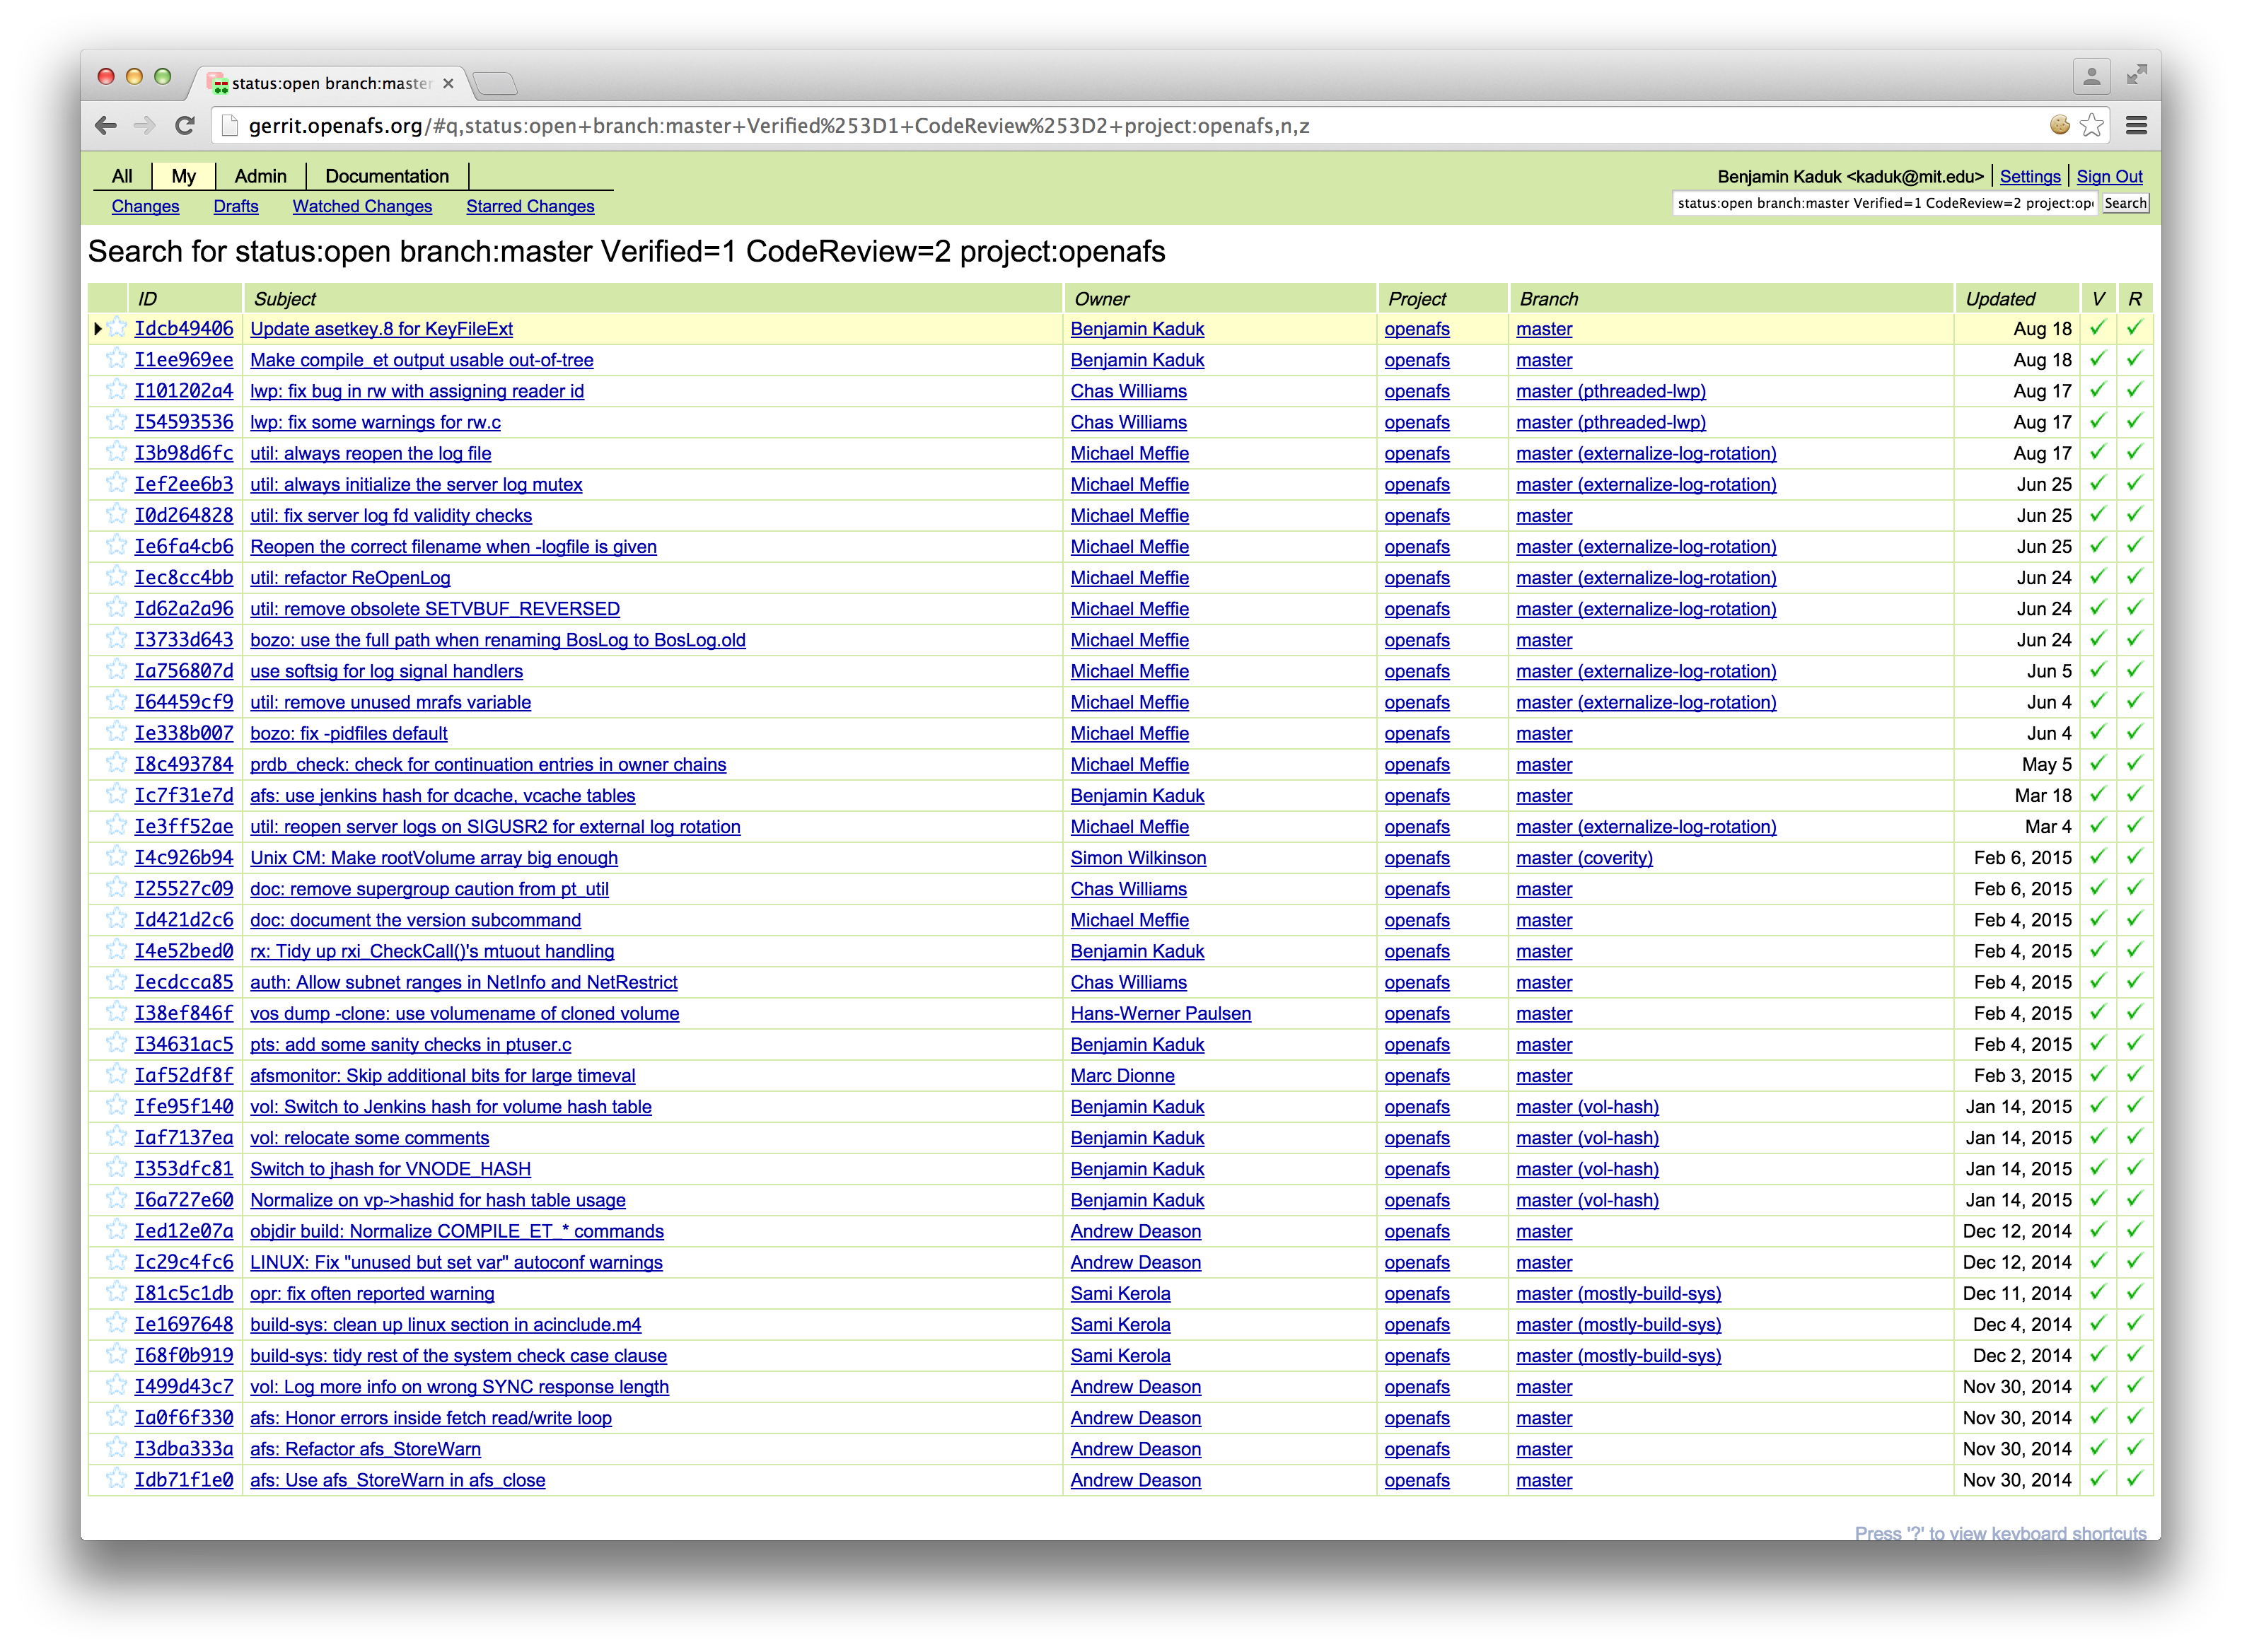 status:open branch:master
gerrit.openafs.org/#q,status:open+branch:master+Verified%253D1+CodeReview%253D2+project:openafs,n,z
All My Admin Documentation
Benjamin Kaduk <kaduk@mit.edu> Settings Sign Out
Changes Drafts Watched Changes Starred Changes
status:open branch:master Verified=1 CodeReview=2 project:op Search
Search for status:open branch:master Verified=1 CodeReview=2 project:openafs
ID Subject Owner Project Branch Updated V R
Idcb49406 Update asetkey.8 for KeyFileExt Benjamin Kaduk openafs master Aug 18
I1ee969ee Make compile_et output usable out-of-tree Benjamin Kaduk openafs master Aug 18
I101202a4 lwp: fix bug in rw with assigning reader id Chas Williams openafs master (pthreaded-lwp) Aug 17
I54593536 lwp: fix some warnings for rw.c Chas Williams openafs master (pthreaded-lwp) Aug 17
I3b98d6fc util: always reopen the log file Michael Meffie openafs master (externalize-log-rotation) Aug 17
Ief2ee6b3 util: always initialize the server log mutex Michael Meffie openafs master (externalize-log-rotation) Jun 25
I0d264828 util: fix server log fd validity checks Michael Meffie openafs master Jun 25
Ie6fa4cb6 Reopen the correct filename when -logfile is given Michael Meffie openafs master (externalize-log-rotation) Jun 25
Iec8cc4bb util: refactor ReOpenLog Michael Meffie openafs master (externalize-log-rotation) Jun 24
Id62a2a96 util: remove obsolete SETVBUF_REVERSED Michael Meffie openafs master (externalize-log-rotation) Jun 24
I3733d643 bozo: use the full path when renaming BosLog to BosLog.old Michael Meffie openafs master Jun 24
Ia756807d use softsig for log signal handlers Michael Meffie openafs master (externalize-log-rotation) Jun 5
I64459cf9 util: remove unused mrafs variable Michael Meffie openafs master (externalize-log-rotation) Jun 4
Ie338b007 bozo: fix -pidfiles default Michael Meffie openafs master Jun 4
I8c493784 prdb_check: check for continuation entries in owner chains Michael Meffie openafs master May 5
Ic7f31e7d afs: use jenkins hash for dcache, vcache tables Benjamin Kaduk openafs master Mar 18
Ie3ff52ae util: reopen server logs on SIGUSR2 for external log rotation Michael Meffie openafs master (externalize-log-rotation) Mar 4
I4c926b94 Unix CM: Make rootVolume array big enough Simon Wilkinson openafs master (coverity) Feb 6, 2015
I25527c09 doc: remove supergroup caution from pt_util Chas Williams openafs master Feb 6, 2015
Id421d2c6 doc: document the version subcommand Michael Meffie openafs master Feb 4, 2015
I4e52bed0 rx: Tidy up rxi_CheckCall()'s mtuout handling Benjamin Kaduk openafs master Feb 4, 2015
Iecdcca85 auth: Allow subnet ranges in NetInfo and NetRestrict Chas Williams openafs master Feb 4, 2015
I38ef846f vos dump -clone: use volumename of cloned volume Hans-Werner Paulsen openafs master Feb 4, 2015
I34631ac5 pts: add some sanity checks in ptuser.c Benjamin Kaduk openafs master Feb 4, 2015
Iaf52df8f afsmonitor: Skip additional bits for large timeval Marc Dionne openafs master Feb 3, 2015
Ife95f140 vol: Switch to Jenkins hash for volume hash table Benjamin Kaduk openafs master (vol-hash) Jan 14, 2015
Iaf7137ea vol: relocate some comments Benjamin Kaduk openafs master (vol-hash) Jan 14, 2015
I353dfc81 Switch to jhash for VNODE_HASH Benjamin Kaduk openafs master (vol-hash) Jan 14, 2015
I6a727e60 Normalize on vp->hashid for hash table usage Benjamin Kaduk openafs master (vol-hash) Jan 14, 2015
Ied12e07a objdir build: Normalize COMPILE_ET_* commands Andrew Deason openafs master Dec 12, 2014
Ic29c4fc6 LINUX: Fix "unused but set var" autoconf warnings Andrew Deason openafs master Dec 12, 2014
I81c5c1db opr: fix often reported warning Sami Kerola openafs master (mostly-build-sys) Dec 11, 2014
Ie1697648 build-sys: clean up linux section in acinclude.m4 Sami Kerola openafs master (mostly-build-sys) Dec 4, 2014
I68f0b919 build-sys: tidy rest of the system check case clause Sami Kerola openafs master (mostly-build-sys) Dec 2, 2014
I499d43c7 vol: Log more info on wrong SYNC response length Andrew Deason openafs master Nov 30, 2014
Ia0f6f330 afs: Honor errors inside fetch read/write loop Andrew Deason openafs master Nov 30, 2014
I3dba333a afs: Refactor afs_StoreWarn Andrew Deason openafs master Nov 30, 2014
Idb71f1e0 afs: Use afs_StoreWarn in afs_close Andrew Deason openafs master Nov 30, 2014
Press '?' to view keyboard shortcuts